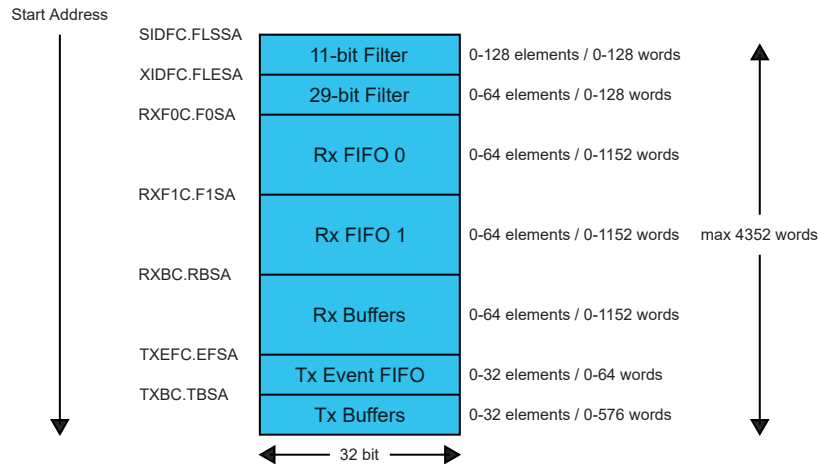 Start Address
SIDFC.FLSSA
11-bit Filter
0-128 elements / 0-128 words
XIDFC.FLESA
29-bit Filter
0-64 elements / 0-128 words
RXF0C.F0SA
Rx FIFO 0
0-64 elements / 0-1152 words
RXF1C.F1SA
Rx FIFO 1
0-64 elements / 0-1152 words
max 4352 words
RXBC.RBSA
Rx Buffers
0-64 elements / 0-1152 words
TXEFC.EFSA
Tx Event FIFO
0-32 elements / 0-64 words
TXBC.TBSA
Tx Buffers
0-32 elements / 0-576 words
32 bit